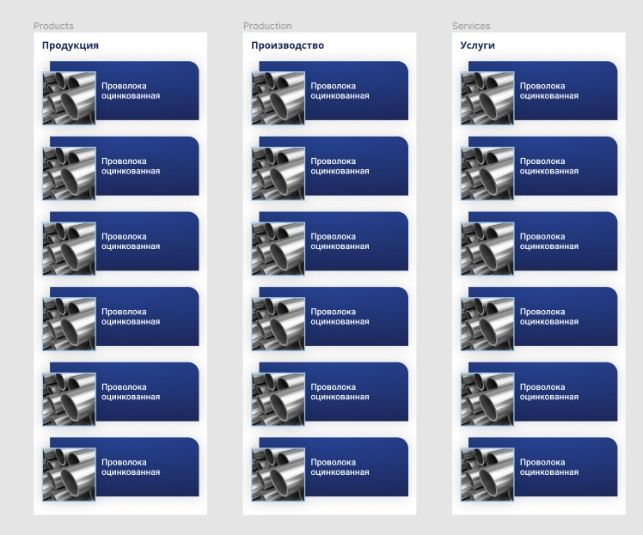 Products
Продукция
Проволока
оцинкованная
Проволока
оцинкованная
Проволока
оцинкованная
Проволока
оцинкованная
Проволока
оцинкованная
Проволока
оцинкованная
Production
Производство
Проволока
оцинкованная
Проволока
оцинкованная
Проволока
оцинкованная
Проволока
оцинкованная
Проволока
оцинкованная
Проволока
оцинкованная
Services
Услуги
Проволока
оцинкованная
Проволока
оцинкованная
Проволока
оцинкованная
Проволока
оцинкованная
Проволока
оцинкованная
Проволока
оцинкованная